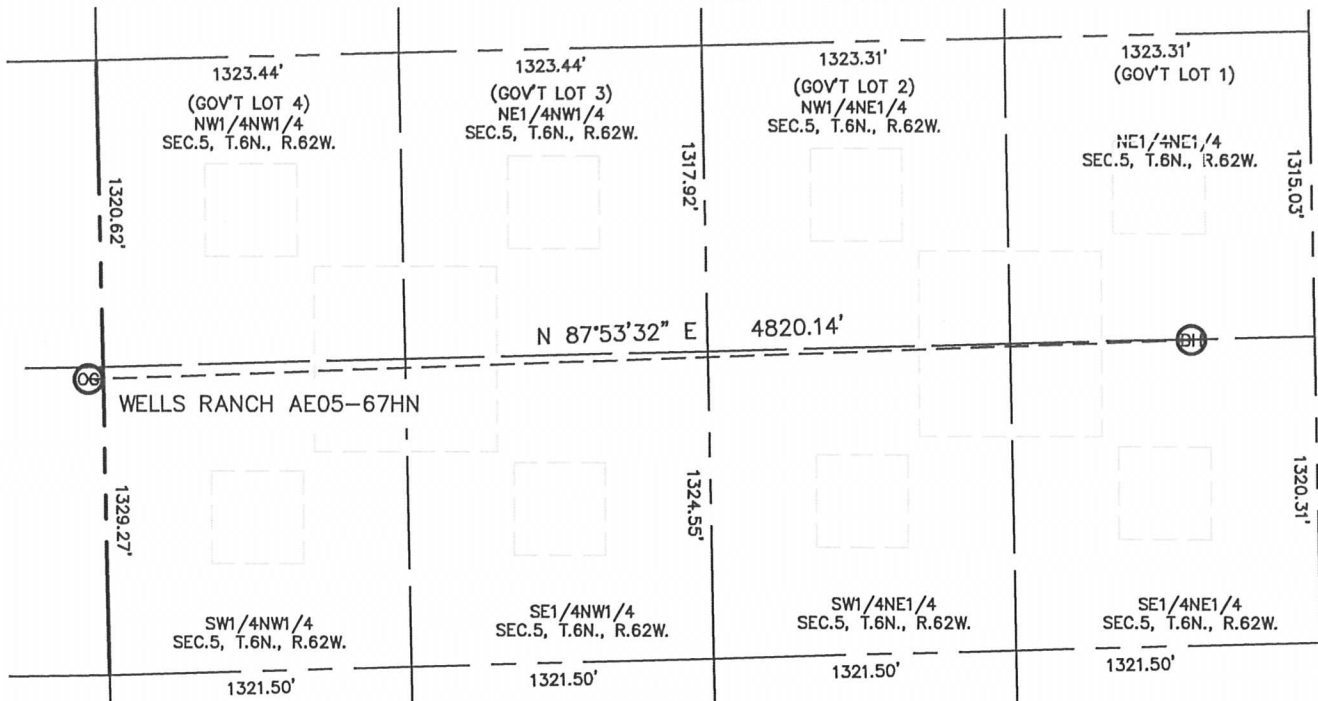 1323.44'
(GOV'T LOT 4)
NW1/4NW1/4
SEC.5, T.6N., R.62W.
1323.44'
(GOV'T LOT 3)
NE1/4NW1/4
SEC.5, T.6N., R.62W.
1323.31'
(GOV'T LOT 2)
NW1/4NE1/4
SEC.5, T.6N., R.62W.
1323.31'
(GOV'T LOT 1)
NE1/4NE1/4
SEC.5, T.6N., R.62W.
1320.62'
1317.92'
1315.03'
N 87°53'32" E 4820.14'
BH
OG
WELLS RANCH AE05-67HN
1329.27'
1324.55'
1320.31'
SW1/4NW1/4
SEC.5, T.6N., R.62W.
SE1/4NW1/4
SEC.5, T.6N., R.62W.
SW1/4NE1/4
SEC.5, T.6N., R.62W.
SE1/4NE1/4
SEC.5, T.6N., R.62W.
1321.50'
1321.50'
1321.50'
1321.50'